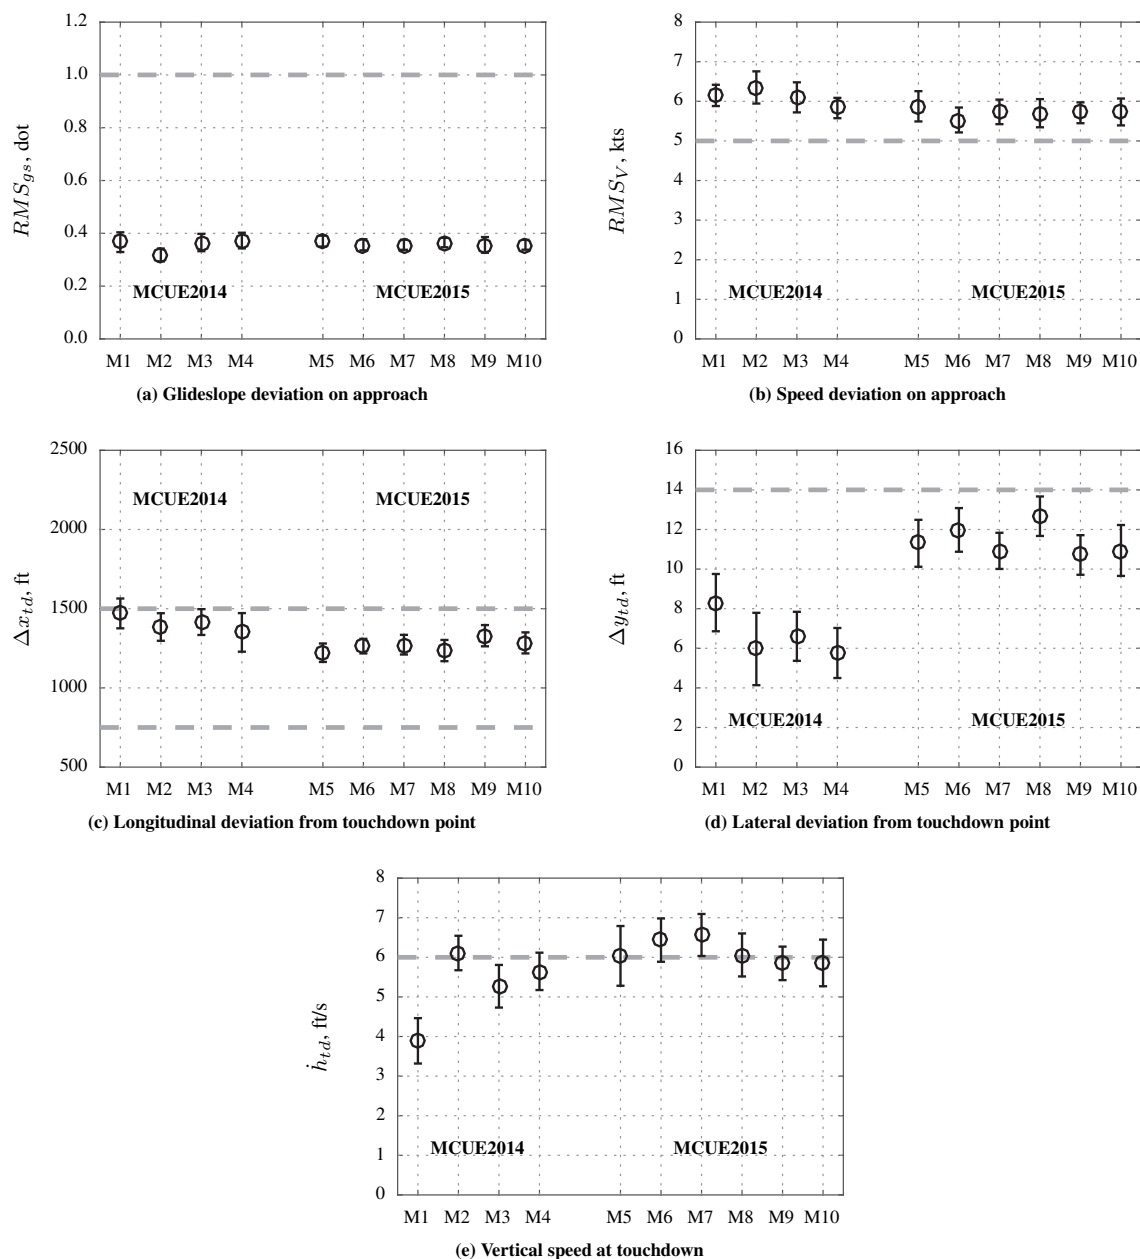 1.2
1.0
0.8
0.6
0.4
0.2
0.0
RMS_gs, dot
MCUE2014 MCUE2015
M1 M2 M3 M4 M5 M6 M7 M8 M9 M10
(a) Glideslope deviation on approach
8
7
6
5
4
3
2
1
0
RMS_V, kts
MCUE2014 MCUE2015
M1 M2 M3 M4 M5 M6 M7 M8 M9 M10
(b) Speed deviation on approach
2500
2000
1500
1000
500
Δx_td, ft
MCUE2014 MCUE2015
M1 M2 M3 M4 M5 M6 M7 M8 M9 M10
(c) Longitudinal deviation from touchdown point
16
14
12
10
8
6
4
2
0
Δy_td, ft
MCUE2014 MCUE2015
M1 M2 M3 M4 M5 M6 M7 M8 M9 M10
(d) Lateral deviation from touchdown point
8
7
6
5
4
3
2
1
0
ḣ_td, ft/s
MCUE2014 MCUE2015
M1 M2 M3 M4 M5 M6 M7 M8 M9 M10
(e) Vertical speed at touchdown